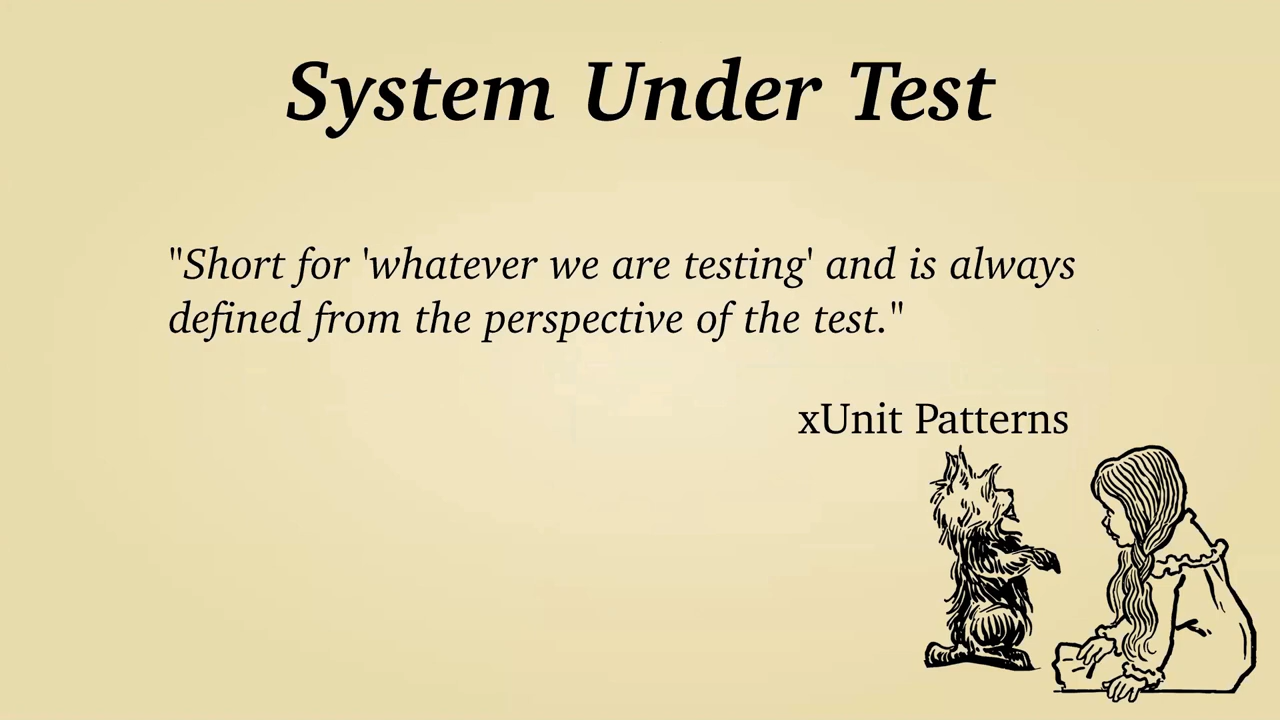 System Under Test
"Short for 'whatever we are testing' and is always
defined from the perspective of the test."
xUnit Patterns